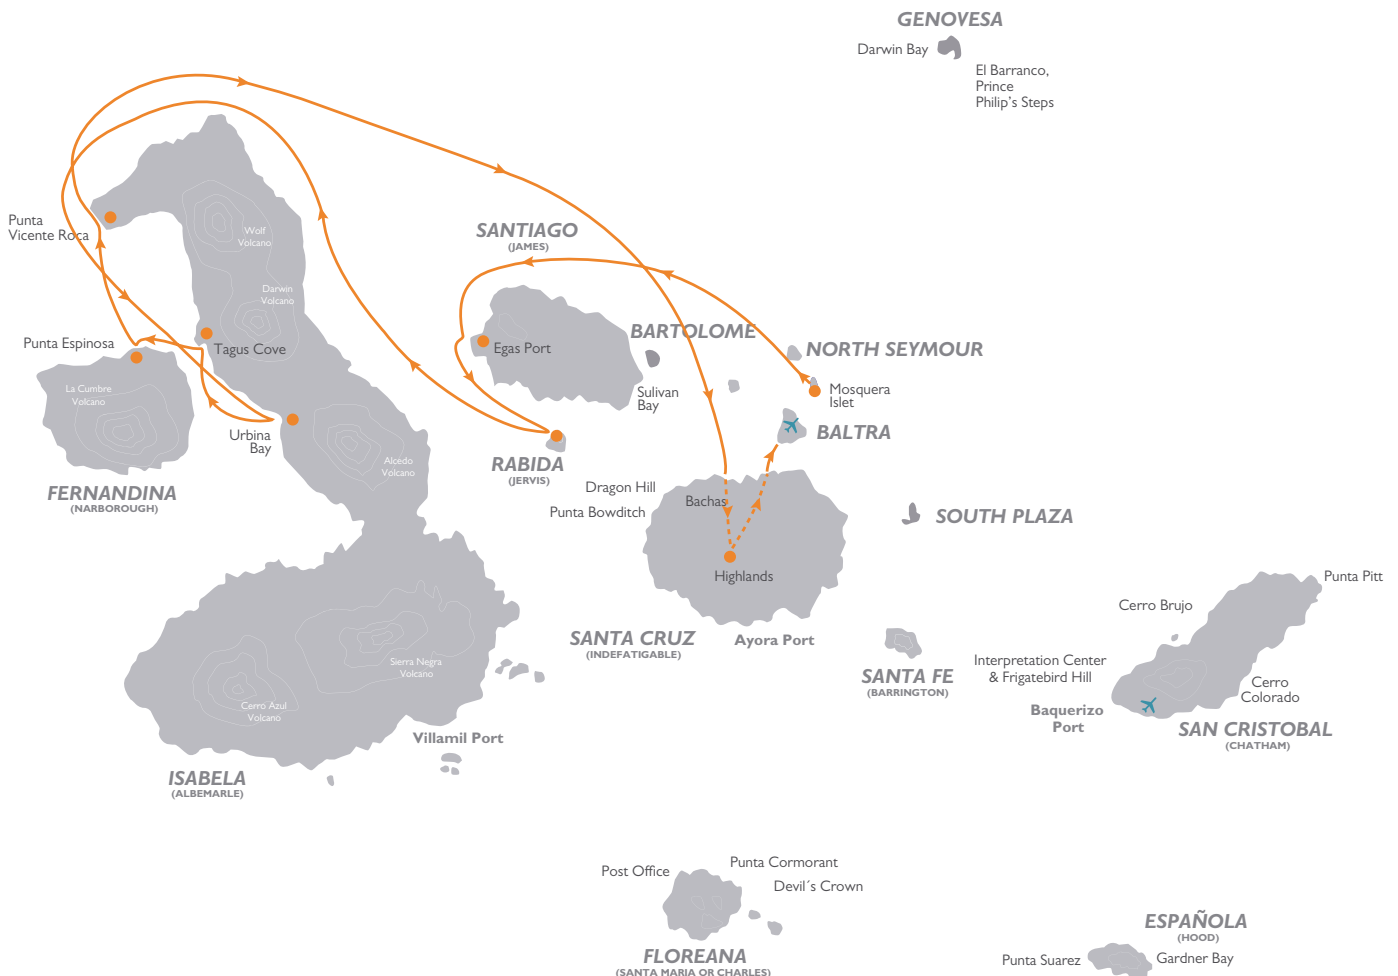 GENOVESA
Darwin Bay
El Barranco,
Prince
Philip's Steps
Punta
Vicente Roca
Wolf
Volcano
SANTIAGO
(JAMES)
Darwin
Volcano
BARTOLOME
Punta Espinosa
Tagus Cove
Egas Port
NORTH SEYMOUR
La Cumbre
Volcano
Sulivan
Bay
Mosquera
Islet
Urbina
Bay
BALTRA
Alcedo
Volcano
RABIDA
(JERVIS)
FERNANDINA
(NARBOROUGH)
Dragon Hill
Bachas
Punta Bowditch
SOUTH PLAZA
Highlands
Punta Pitt
Cerro Brujo
SANTA CRUZ
(INDEFATIGABLE)
Ayora Port
Sierra Negra
Volcano
SANTA FE
(BARRINGTON)
Interpretation Center
& Frigatebird Hill
Cerro
Colorado
Cerro Azul
Volcano
Baquerizo
Port
Villamil Port
SAN CRISTOBAL
(CHATHAM)
ISABELA
(ALBEMARLE)
Post Office
Punta Cormorant
Devil´s Crown
FLOREANA
(SANTA MARIA OR CHARLES)
ESPAÑOLA
(HOOD)
Punta Suarez
Gardner Bay